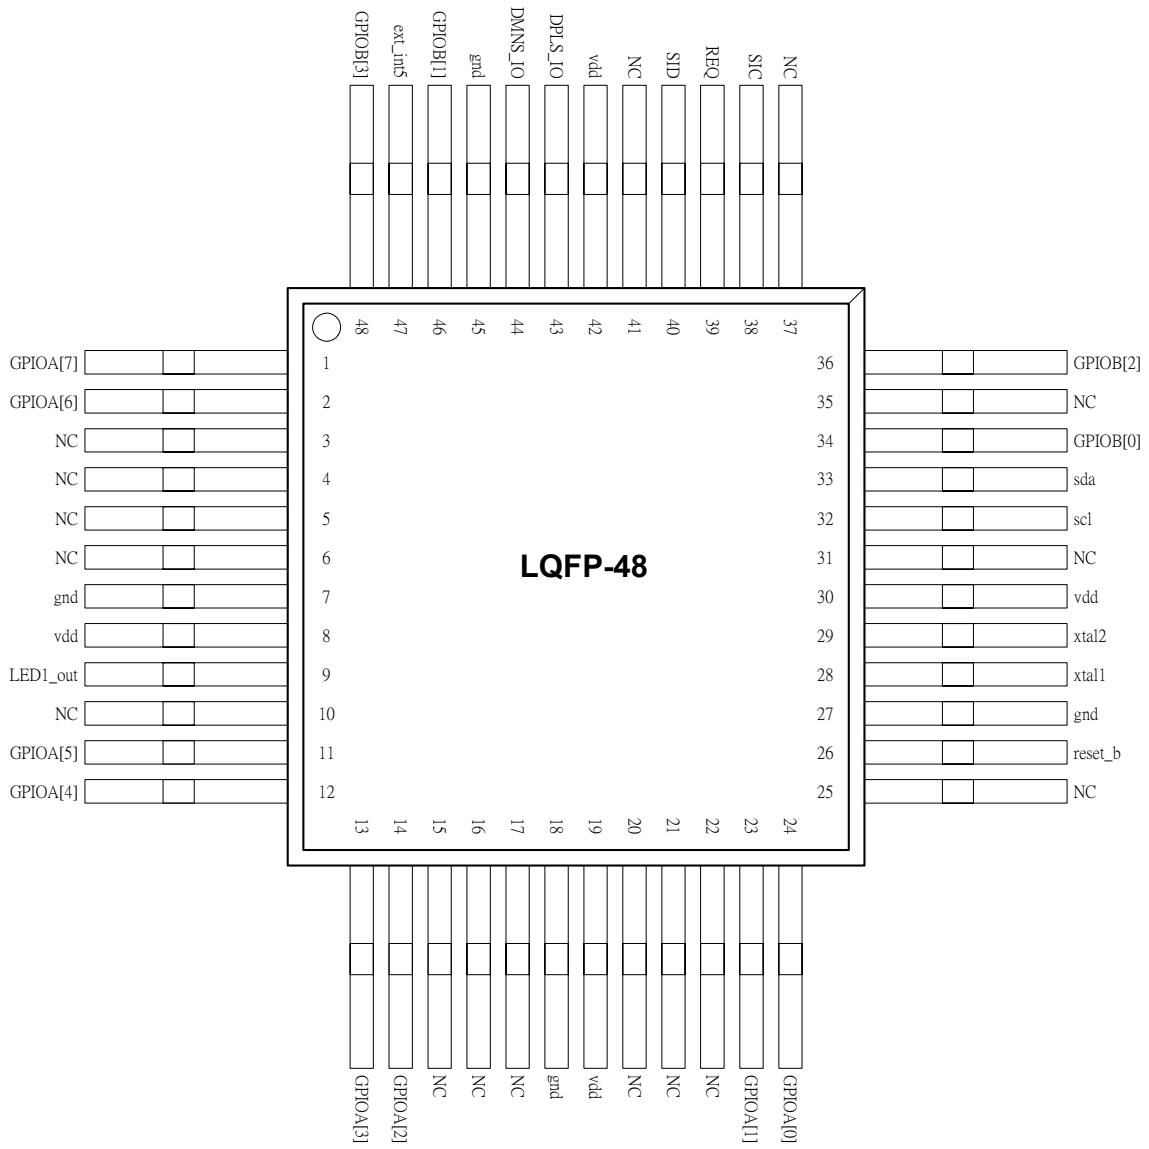 GPIOB[3]
ext_int5
GPIOB[1]
gnd
DMNS_IO
DPLS_IO
vdd
NC
SID
REQ
SIC
NC
48
47
46
45
44
43
42
41
40
39
38
37
GPIOA[7] 1
GPIOA[6] 2
NC 3
NC 4
NC 5
NC 6
gnd 7
vdd 8
LED1_out 9
NC 10
GPIOA[5] 11
GPIOA[4] 12
LQFP-48
36 GPIOB[2]
35 NC
34 GPIOB[0]
33 sda
32 scl
31 NC
30 vdd
29 xtal2
28 xtal1
27 gnd
26 reset_b
25 NC
13
14
15
16
17
18
19
20
21
22
23
24
GPIOA[3]
GPIOA[2]
NC
NC
NC
gnd
vdd
NC
NC
NC
GPIOA[1]
GPIOA[0]